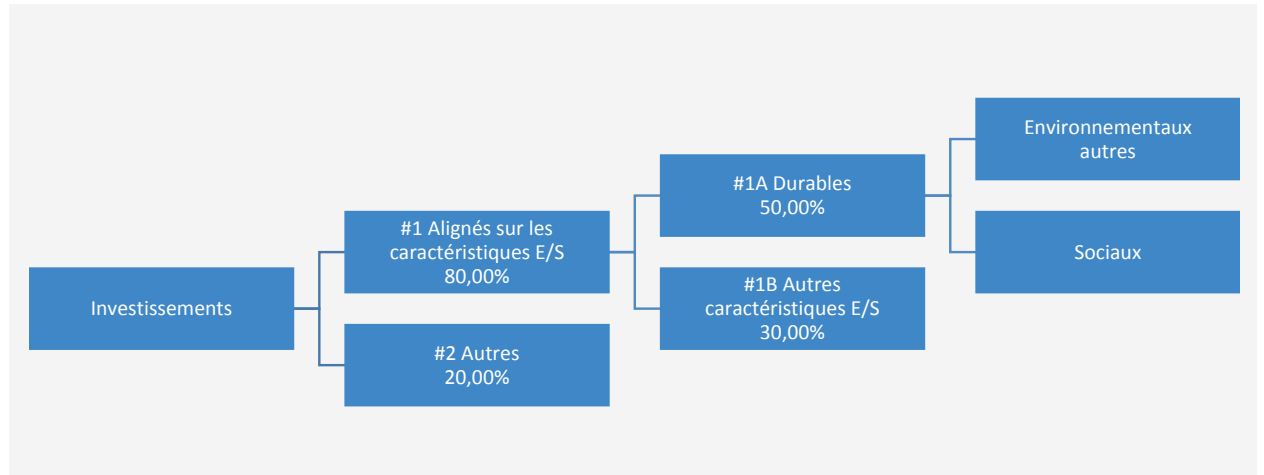 Investissements
#1 Alignés sur les
caractéristiques E/S
80,00%
#2 Autres
20,00%
#1A Durables
50,00%
#1B Autres
caractéristiques E/S
30,00%
Environnementaux
autres
Sociaux